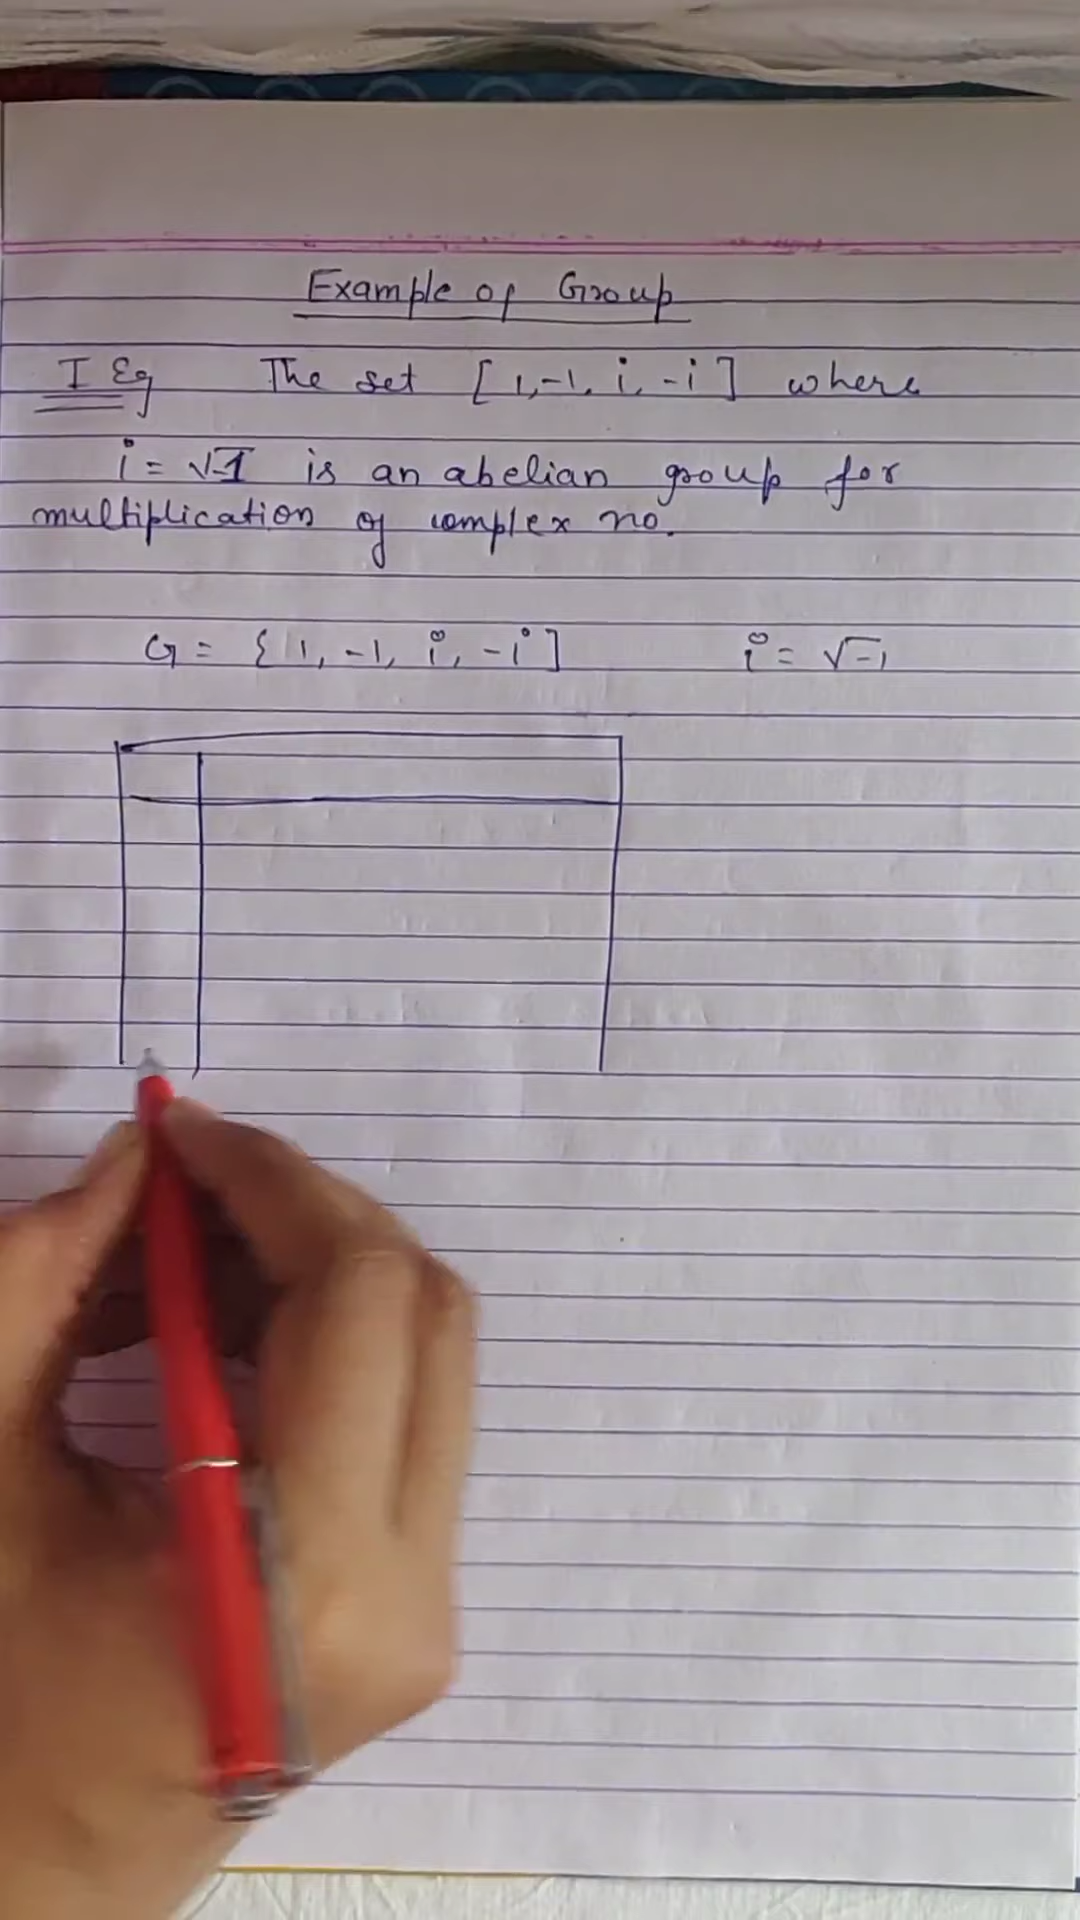 Example of Group
I Eg The set [1, -1, i, -i] where
i = √-1 is an abelian group for
multiplication of complex no.
G = {1, -1, i, -i] i = √-1